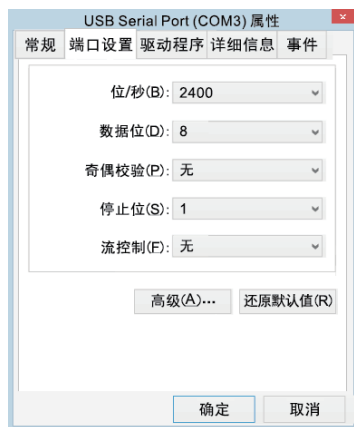 USB Serial Port (COM3) 属性
常规 端口设置 驱动程序 详细信息 事件
位/秒(B): 2400
数据位(D): 8
奇偶校验(P): 无
停止位(S): 1
流控制(F): 无
高级(A)... 还原默认值(R)
确定 取消